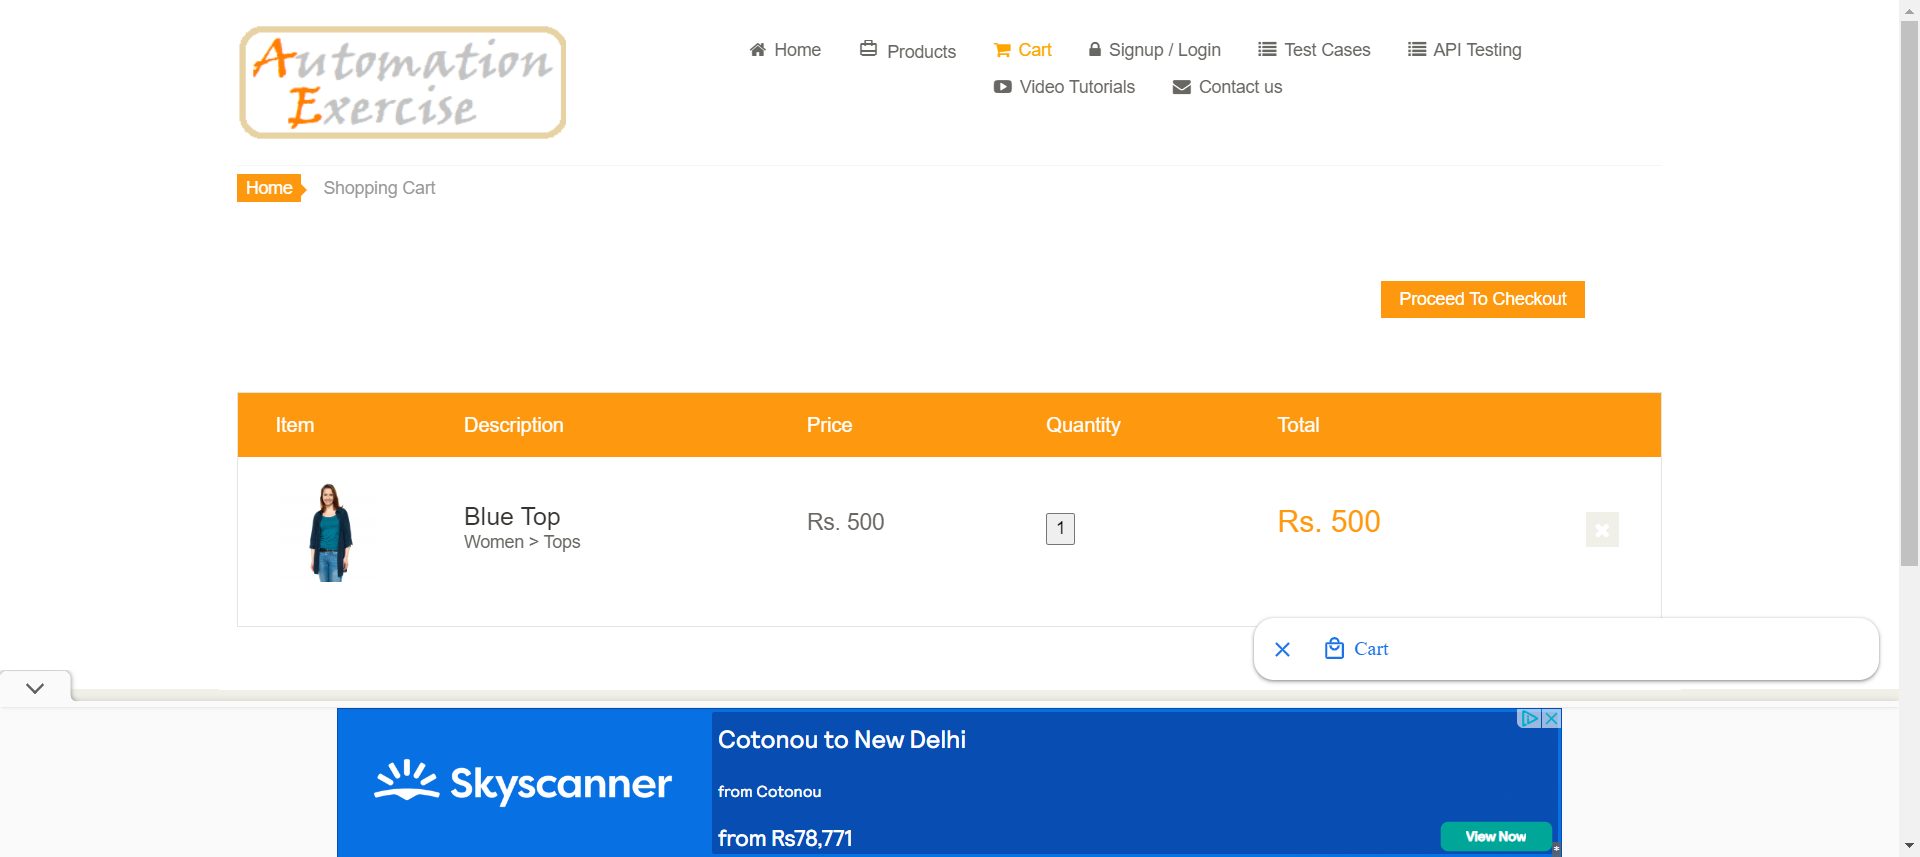 Automation
Exercise
Home
Products
Cart
Signup / Login
Test Cases
API Testing
Video Tutorials
Contact us
Home
Shopping Cart
Proceed To Checkout
Item Description Price Quantity Total
Blue Top
Women > Tops
Rs. 500
1
Rs. 500
Cart
Skyscanner
Cotonou to New Delhi
from Cotonou
from Rs78,771
View Now